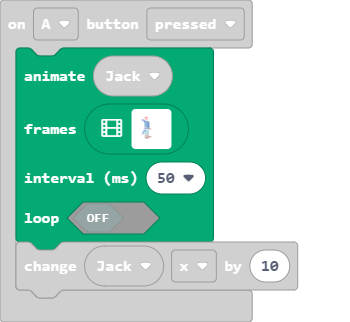 on A button pressed
animate Jack
frames
interval (ms) 50
loop OFF
change Jack x by 10